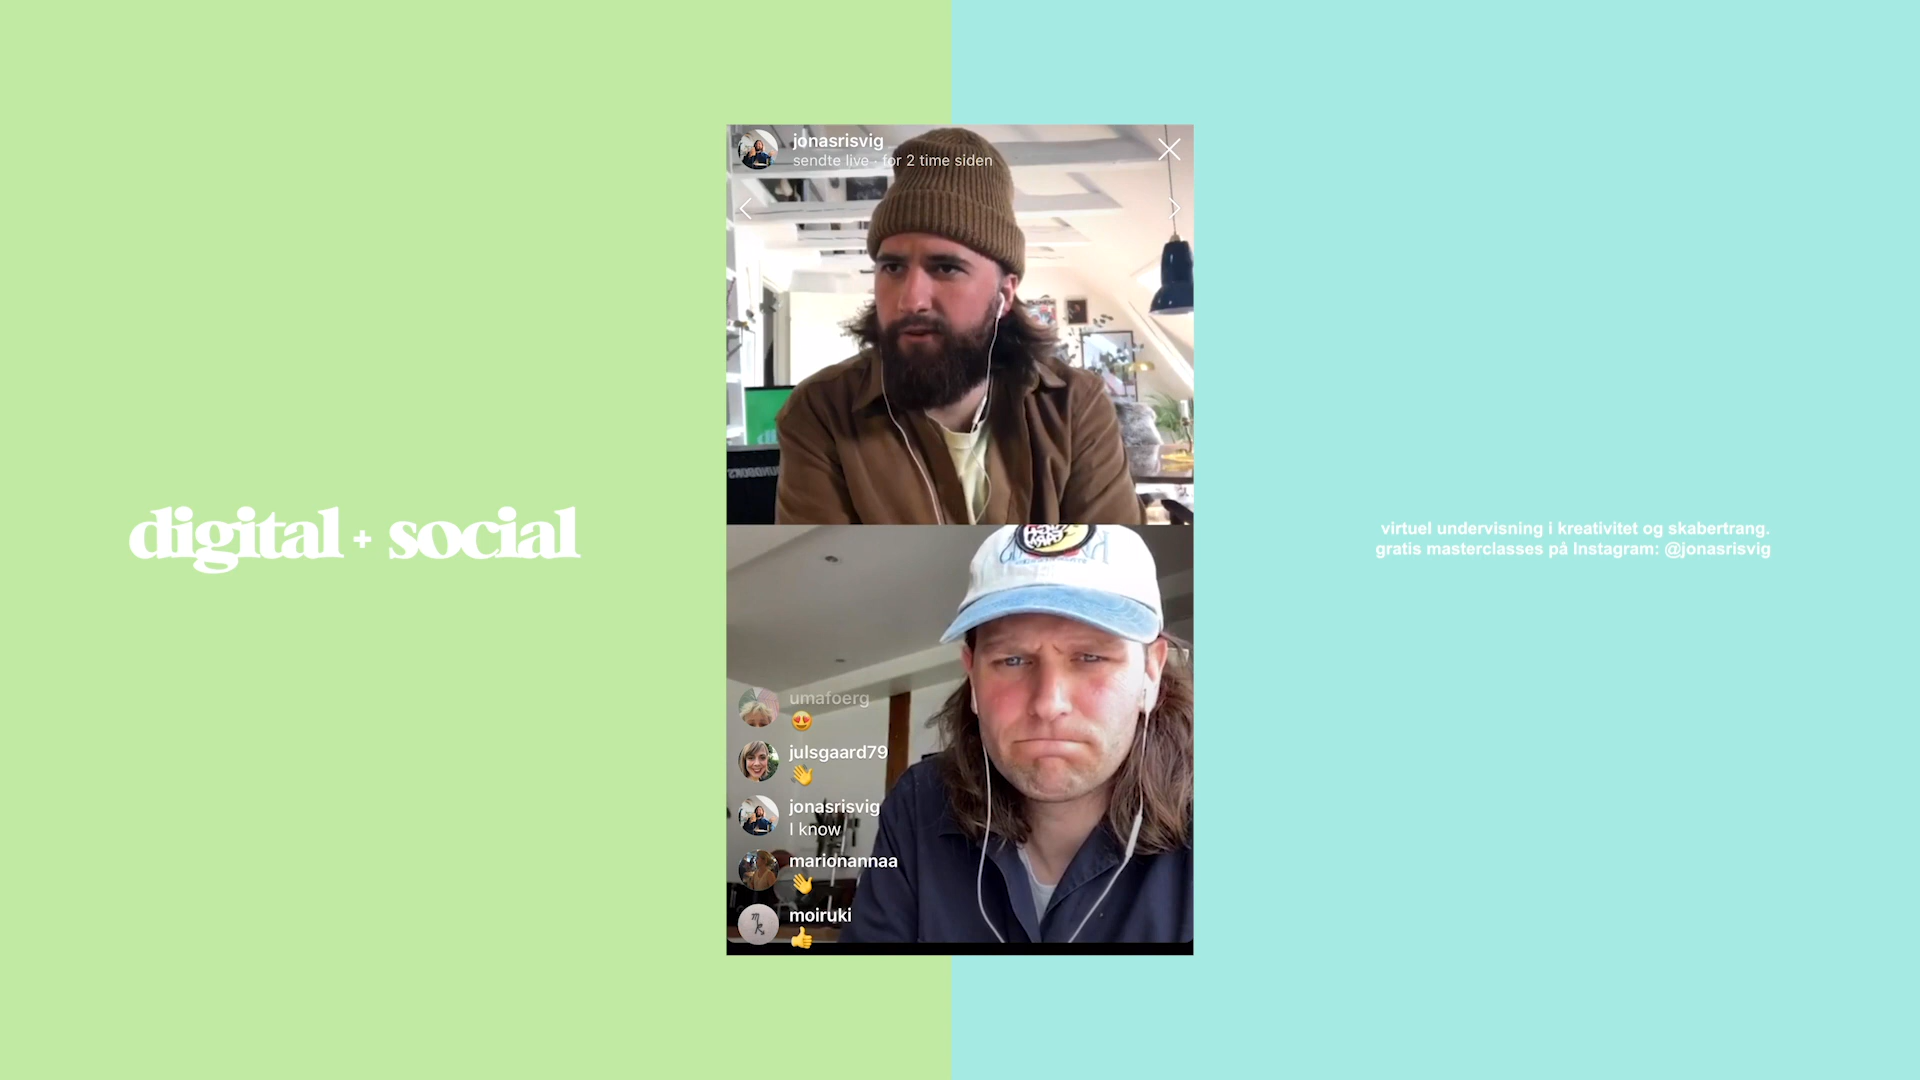 digital + social
jonasrisvig
sendte live · for 2 time siden
umafoerg
😍
julsgaard79
👋
jonasrisvig
I know
marionannaa
👋
moiruki
👍
virtuel undervisning i kreativitet og skabertrang.
gratis masterclasses på Instagram: @jonasrisvig